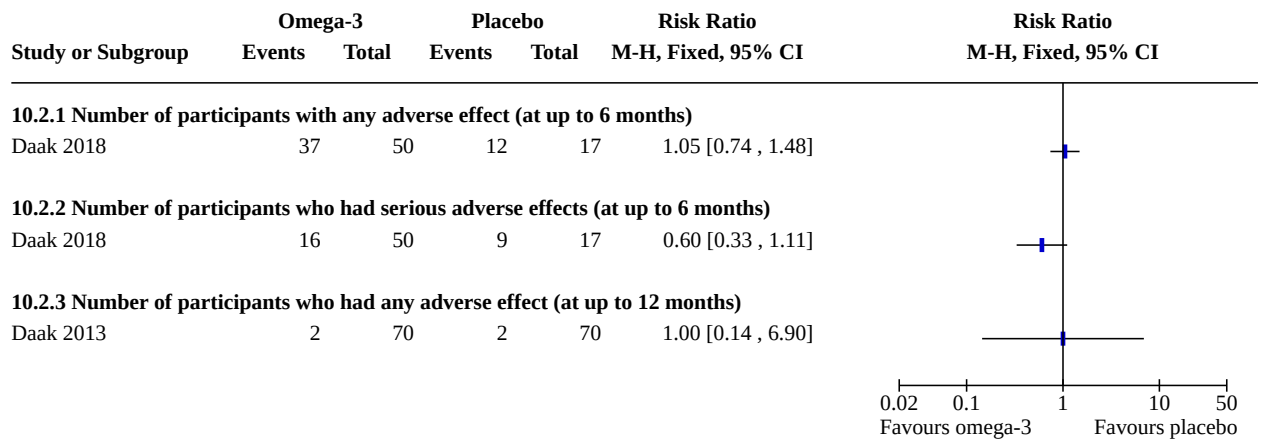 Omega-3 Placebo Risk Ratio Risk Ratio
Study or Subgroup Events Total Events Total M-H, Fixed, 95% CI M-H, Fixed, 95% CI
10.2.1 Number of participants with any adverse effect (at up to 6 months)
Daak 2018 37 50 12 17 1.05 [0.74 , 1.48]
10.2.2 Number of participants who had serious adverse effects (at up to 6 months)
Daak 2018 16 50 9 17 0.60 [0.33 , 1.11]
10.2.3 Number of participants who had any adverse effect (at up to 12 months)
Daak 2013 2 70 2 70 1.00 [0.14 , 6.90]
0.02 0.1 1 10 50
Favours omega-3 Favours placebo